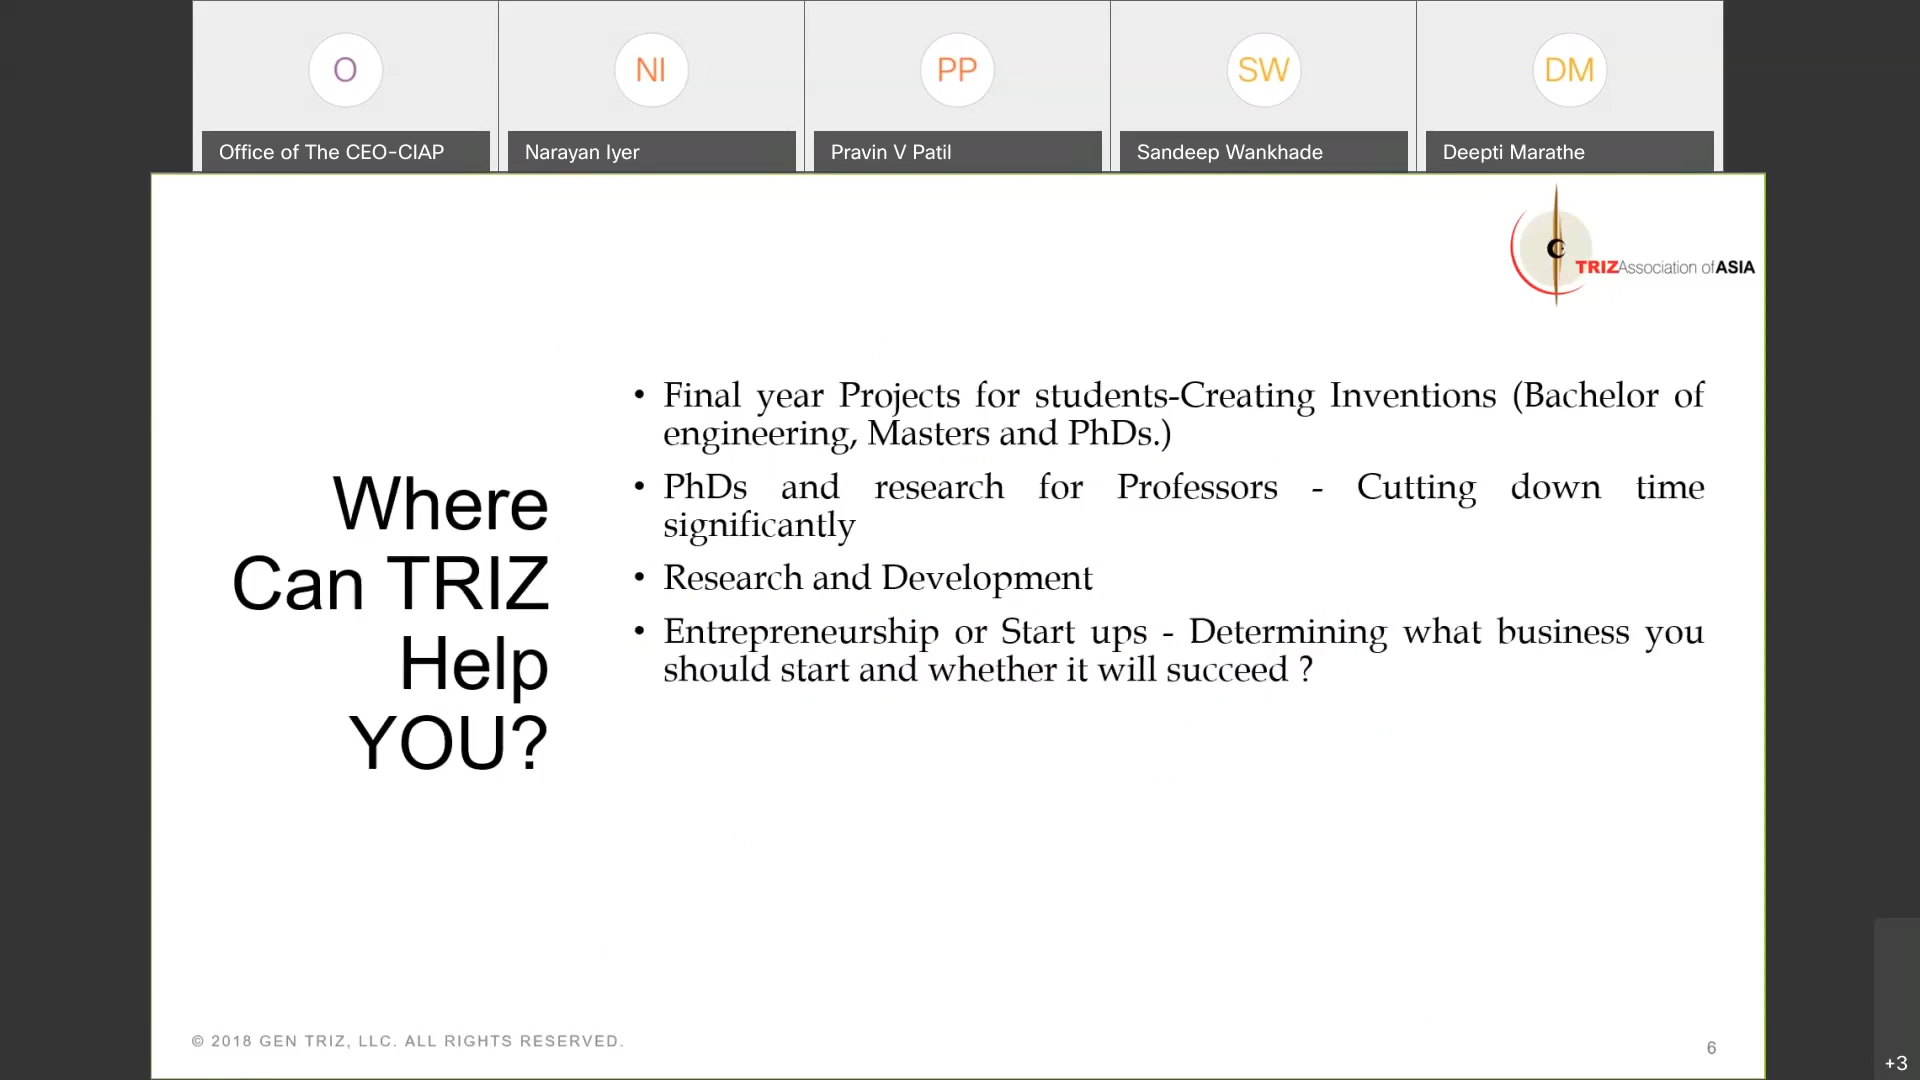 O
NI
PP
SW
DM
Office of The CEO-CIAP
Narayan Iyer
Pravin V Patil
Sandeep Wankhade
Deepti Marathe
TRIZAssociation ofASIA
Where
Can TRIZ
Help
YOU?
• Final year Projects for students-Creating Inventions (Bachelor of
engineering, Masters and PhDs.)
• PhDs and research for Professors - Cutting down time
significantly
• Research and Development
• Entrepreneurship or Start ups - Determining what business you
should start and whether it will succeed ?
© 2018 GEN TRIZ, LLC. ALL RIGHTS RESERVED.
6
+3